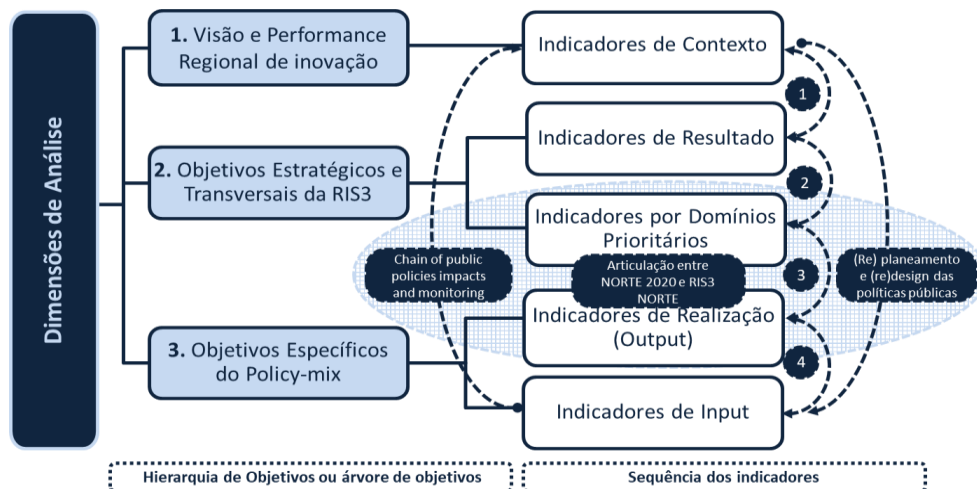 Dimensões de Análise
1. Visão e Performance
Regional de inovação
2. Objetivos Estratégicos e
Transversais da RIS3
3. Objetivos Específicos
do Policy-mix
Indicadores de Contexto
Indicadores de Resultado
Indicadores por Domínios
Prioritários
Indicadores de Realização
(Output)
Indicadores de Input
1
2
3
4
Chain of public
policies impacts
and monitoring
Articulação entre
NORTE 2020 e RIS3
NORTE
(Re) planeamento
e (re)design das
políticas públicas
Hierarquia de Objetivos ou árvore de objetivos
Sequência dos indicadores